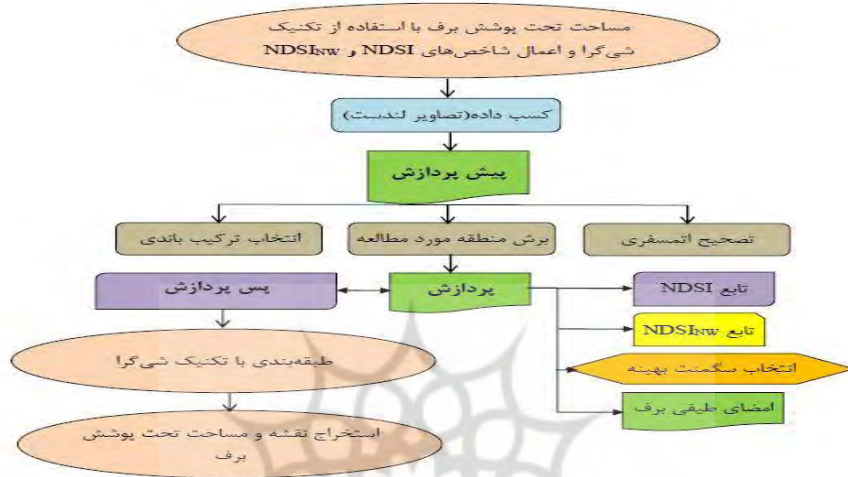 مساحت تحت پوشش برف با استفاده از تکنیک
شی‌گرا و اعمال شاخص‌های NDSI و NDSINW
کسب داده(تصاویر لندست)
پیش پردازش
تصحیح اتمسفری
برش منطقه مورد مطالعه
انتخاب ترکیب باندی
تابع NDSI
پردازش
پس پردازش
تابع NDSINW
انتخاب سگمنت بهینه
امضای طیفی برف
طبقه‌بندی با تکنیک شی‌گرا
استخراج نقشه و مساحت تحت پوشش
برف